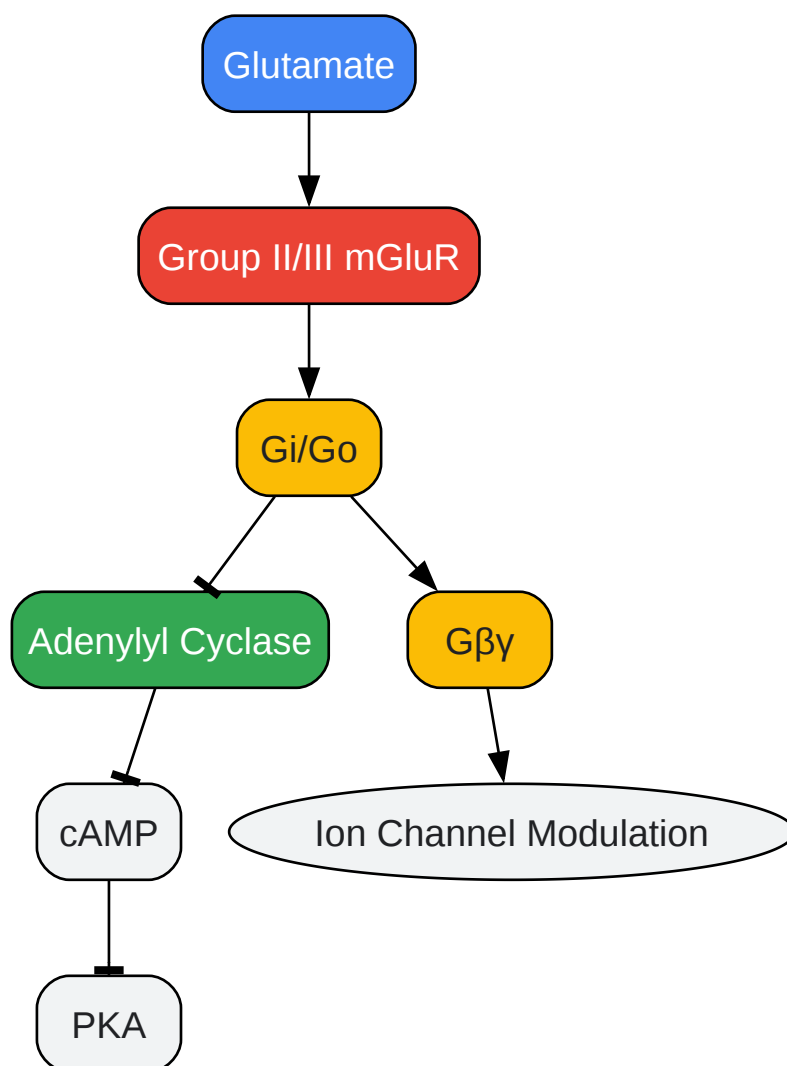 Glutamate
Group II/III mGluR
Gi/Go
Adenylyl Cyclase
Gβγ
cAMP
Ion Channel Modulation
PKA